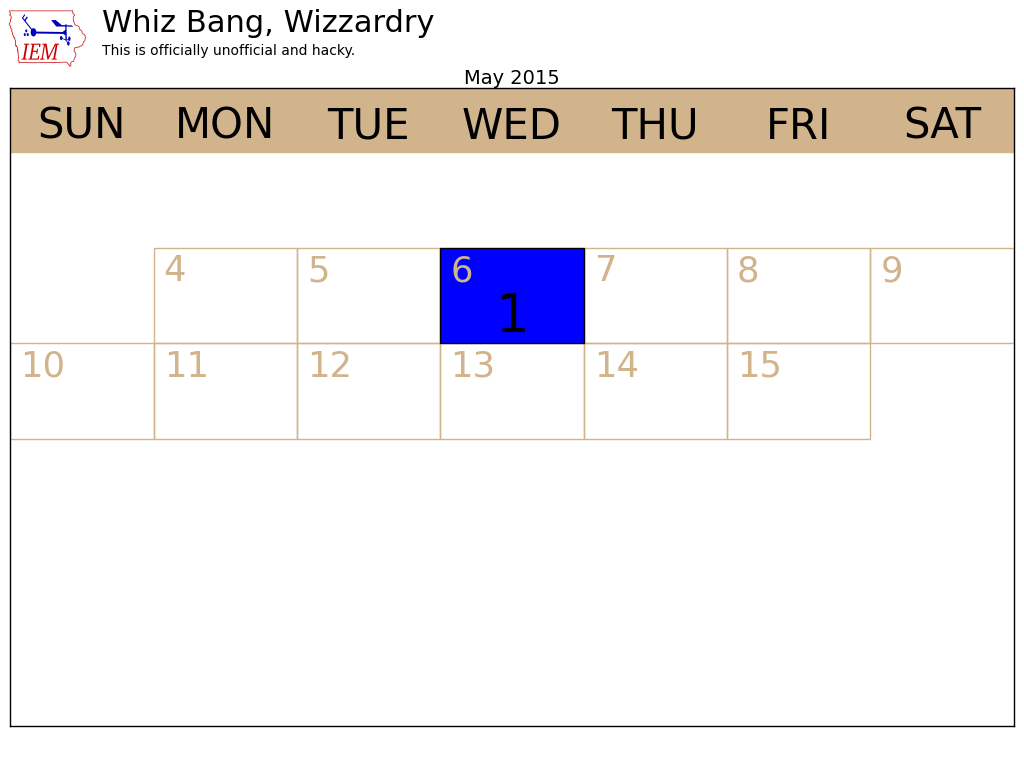 IEM
Whiz Bang, Wizzardry
This is officially unofficial and hacky.
May 2015
SUN MON TUE WED THU FRI SAT
4 5 6 7 8 9
1
10 11 12 13 14 15